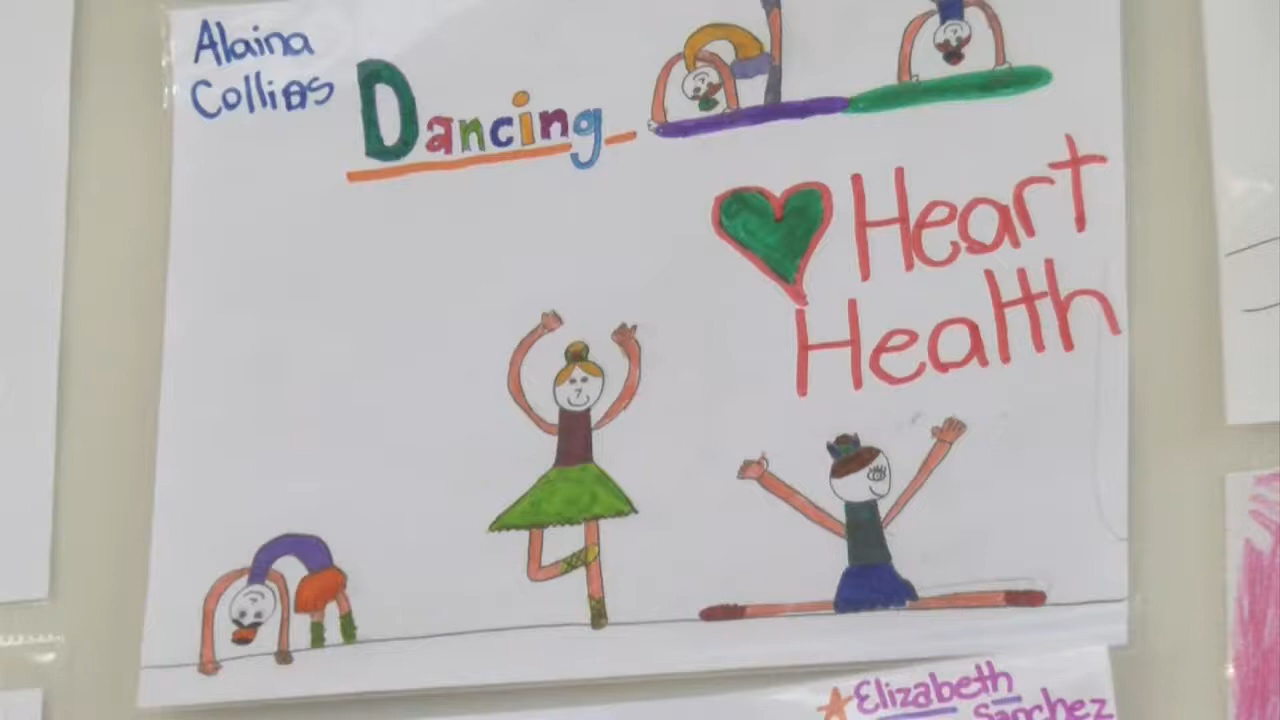 Alaina
Collins
Dancing
Heart
Health
Elizabeth
Sanchez